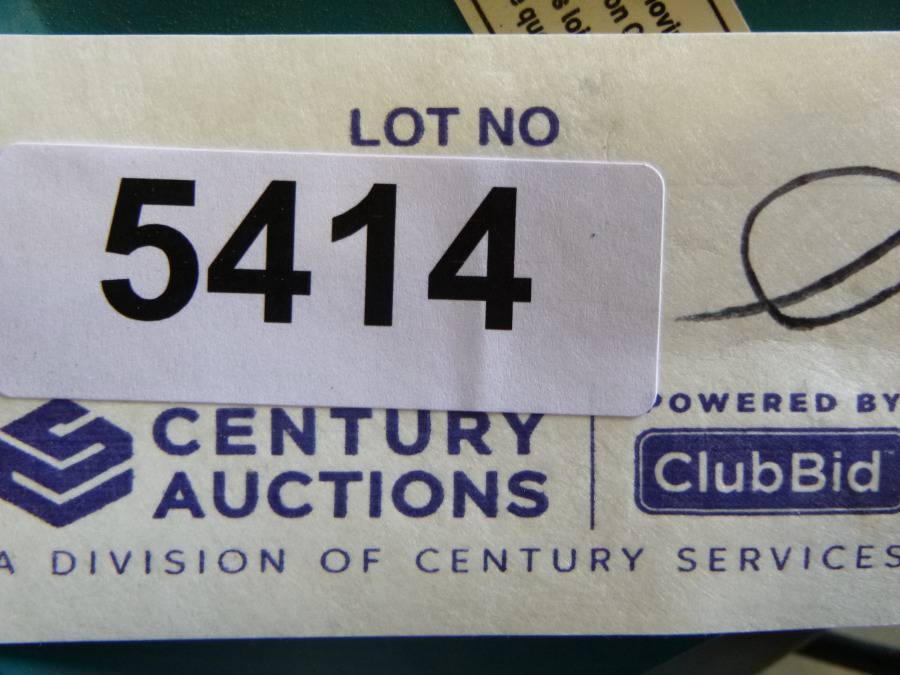 LOT NO
5414
CENTURY
AUCTIONS
POWERED BY
ClubBid
A DIVISION OF CENTURY SERVICES